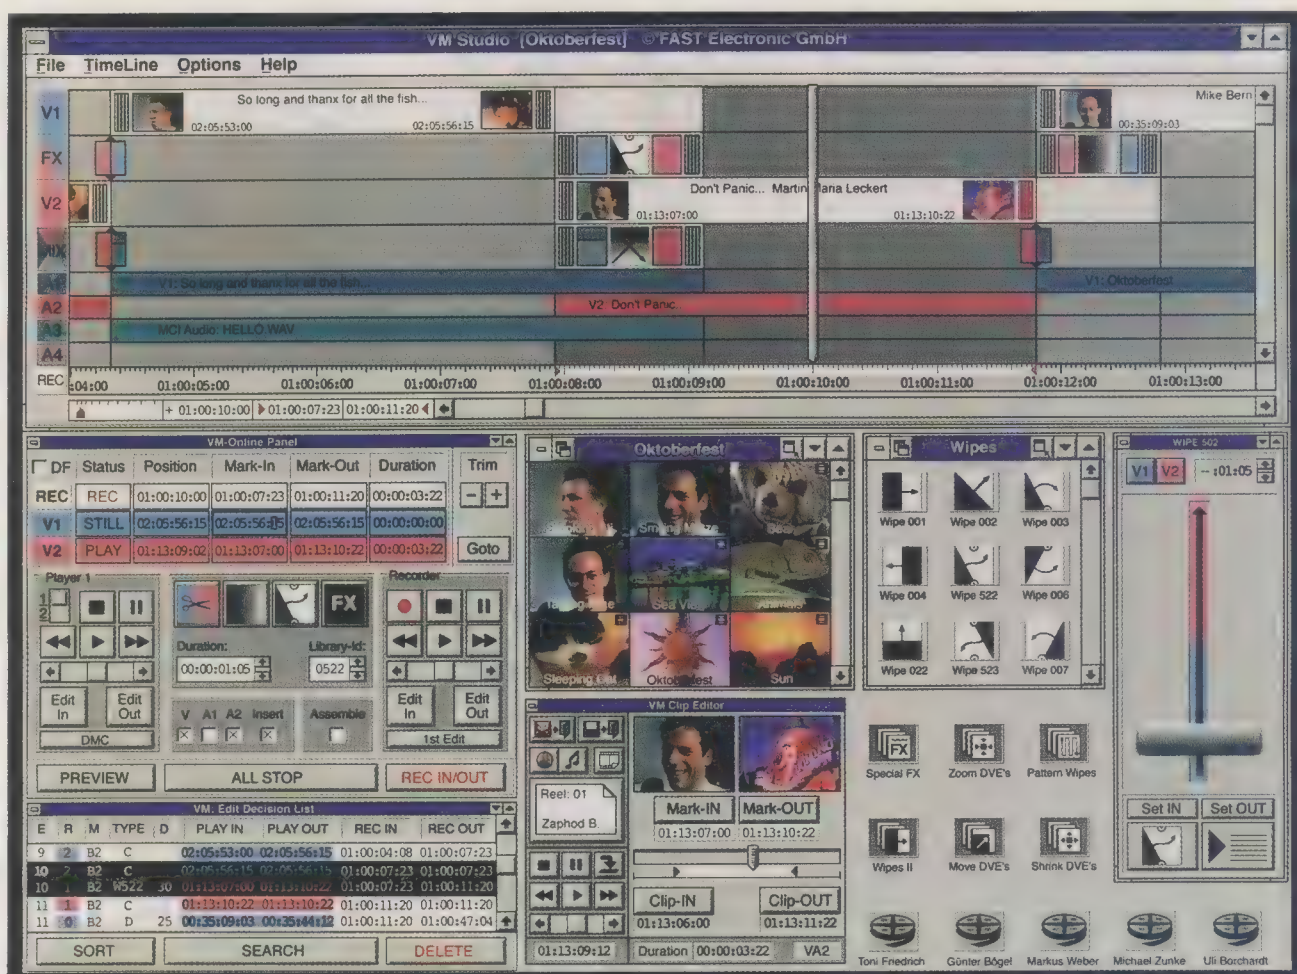 VM Studio [Oktoberfest] © FAST Electronic GmbH
File TimeLine Options Help
V1 So long and thanx for all the fish... Mike Bern
02:05:53:00 02:05:56:15 00:35:09:03
FX
V2 Don't Panic... Martin Maria Leckert
01:13:07:00 01:13:10:22
A1 V1: So long and thanx for all the fish... V1: Oktoberfest
A2 V2: Don't Panic...
A3 MCI Audio: HELLO.WAV
A4
REC :04:00 01:00:05:00 01:00:06:00 01:00:07:00 01:00:08:00 01:00:09:00 01:00:10:00 01:00:11:00 01:00:12:00 01:00:13:00
+ 01:00:10:00 01:00:07:23 01:00:11:20
VM-Online Panel
DF Status Position Mark-In Mark-Out Duration Trim
REC REC 01:00:10:00 01:00:07:23 01:00:11:20 00:00:03:22 - +
V1 STILL 02:05:56:15 02:05:56:15 02:05:56:15 00:00:00:00
V2 PLAY 01:13:09:02 01:13:07:00 01:13:10:22 00:00:03:22 Goto
Player 1 Recorder
1
2
FX
Duration: Library-Id:
00:00:01:05 0522
Edit In Edit Out
V A1 A2 Insert Assemble
Edit In Edit Out
DMC 1st Edit
PREVIEW ALL STOP REC IN/OUT
VM: Edit Decision List
E R M TYPE D PLAY IN PLAY OUT REC IN REC OUT
9 2 B2 C 02:05:53:00 02:05:56:15 01:00:04:08 01:00:07:23
10 2 B2 C 02:05:56:15 02:05:56:15 01:00:07:23 01:00:07:23
10 1 B2 W522 30 01:13:07:00 01:13:10:22 01:00:07:23 01:00:11:20
11 1 B2 C 01:13:10:22 01:13:10:22 01:00:11:20 01:00:11:20
11 0 B2 D 25 00:35:09:03 00:35:44:12 01:00:11:20 01:00:47:04
SORT SEARCH DELETE
Oktoberfest
Sea View Animals
Sleeping Cat Oktoberfest Sun
VM Clip Editor
Reel: 01
Zaphod B.
Mark-IN Mark-OUT
01:13:07:00 01:13:10:22
Clip-IN Clip-OUT
01:13:06:00 01:13:11:22
01:13:09:12 Duration 00:00:03:22 VA2
Wipes
Wipe 001 Wipe 002 Wipe 003
Wipe 004 Wipe 522 Wipe 006
Wipe 022 Wipe 523 Wipe 007
WIPE 502
V1 V2 :01:05
Set IN Set OUT
FX
Special FX Zoom DVE's Pattern Wipes
Wipes II Move DVE's Shrink DVE's
Toni Friedrich Günter Bögel Markus Weber Michael Zunke Uli Borchardt